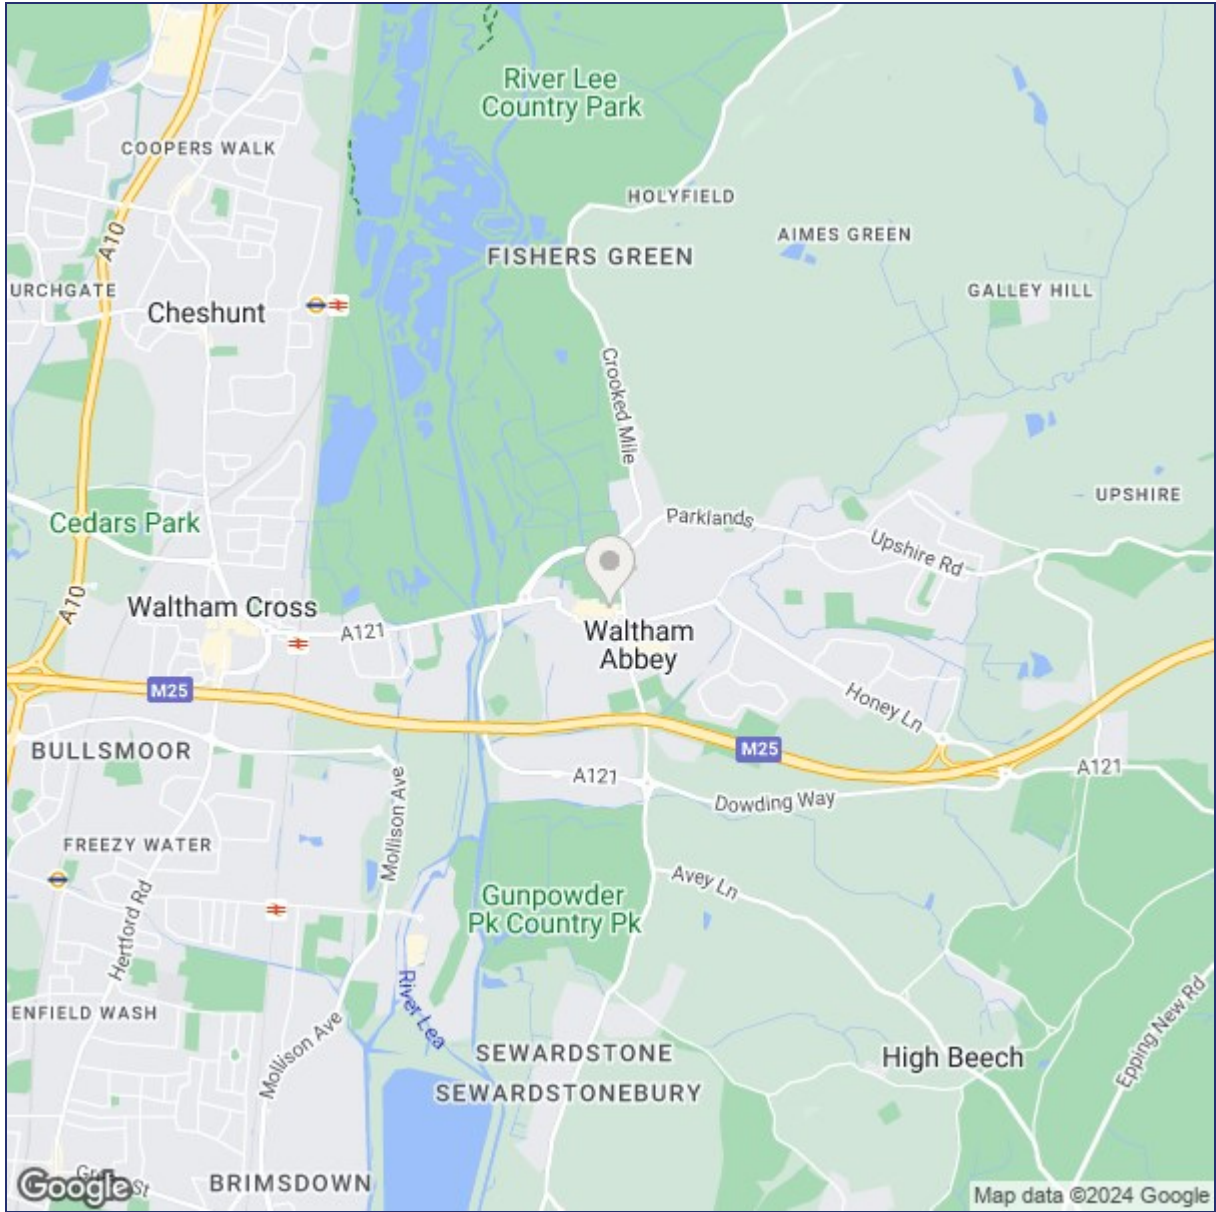 River Lee
Country Park
COOPERS WALK
HOLYFIELD
AIMES GREEN
A10
FISHERS GREEN
URCHGATE
GALLEY HILL
Cheshunt
Crooked Mile
UPSHIRE
Cedars Park
Parklands
Upshire Rd
A10
Waltham Cross
A121
Waltham
Abbey
M25
Honey Ln
BULLSMOOR
M25
A121
A121
Dowding Way
Mollison Ave
FREEZY WATER
Avey Ln
Hertford Rd
Gunpowder
Pk Country Pk
River Lea
ENFIELD WASH
Mollison Ave
SEWARDSTONE
High Beech
Epping New Rd
SEWARDSTONEBURY
BRIMSDOWN
St
Google
Map data ©2024 Google